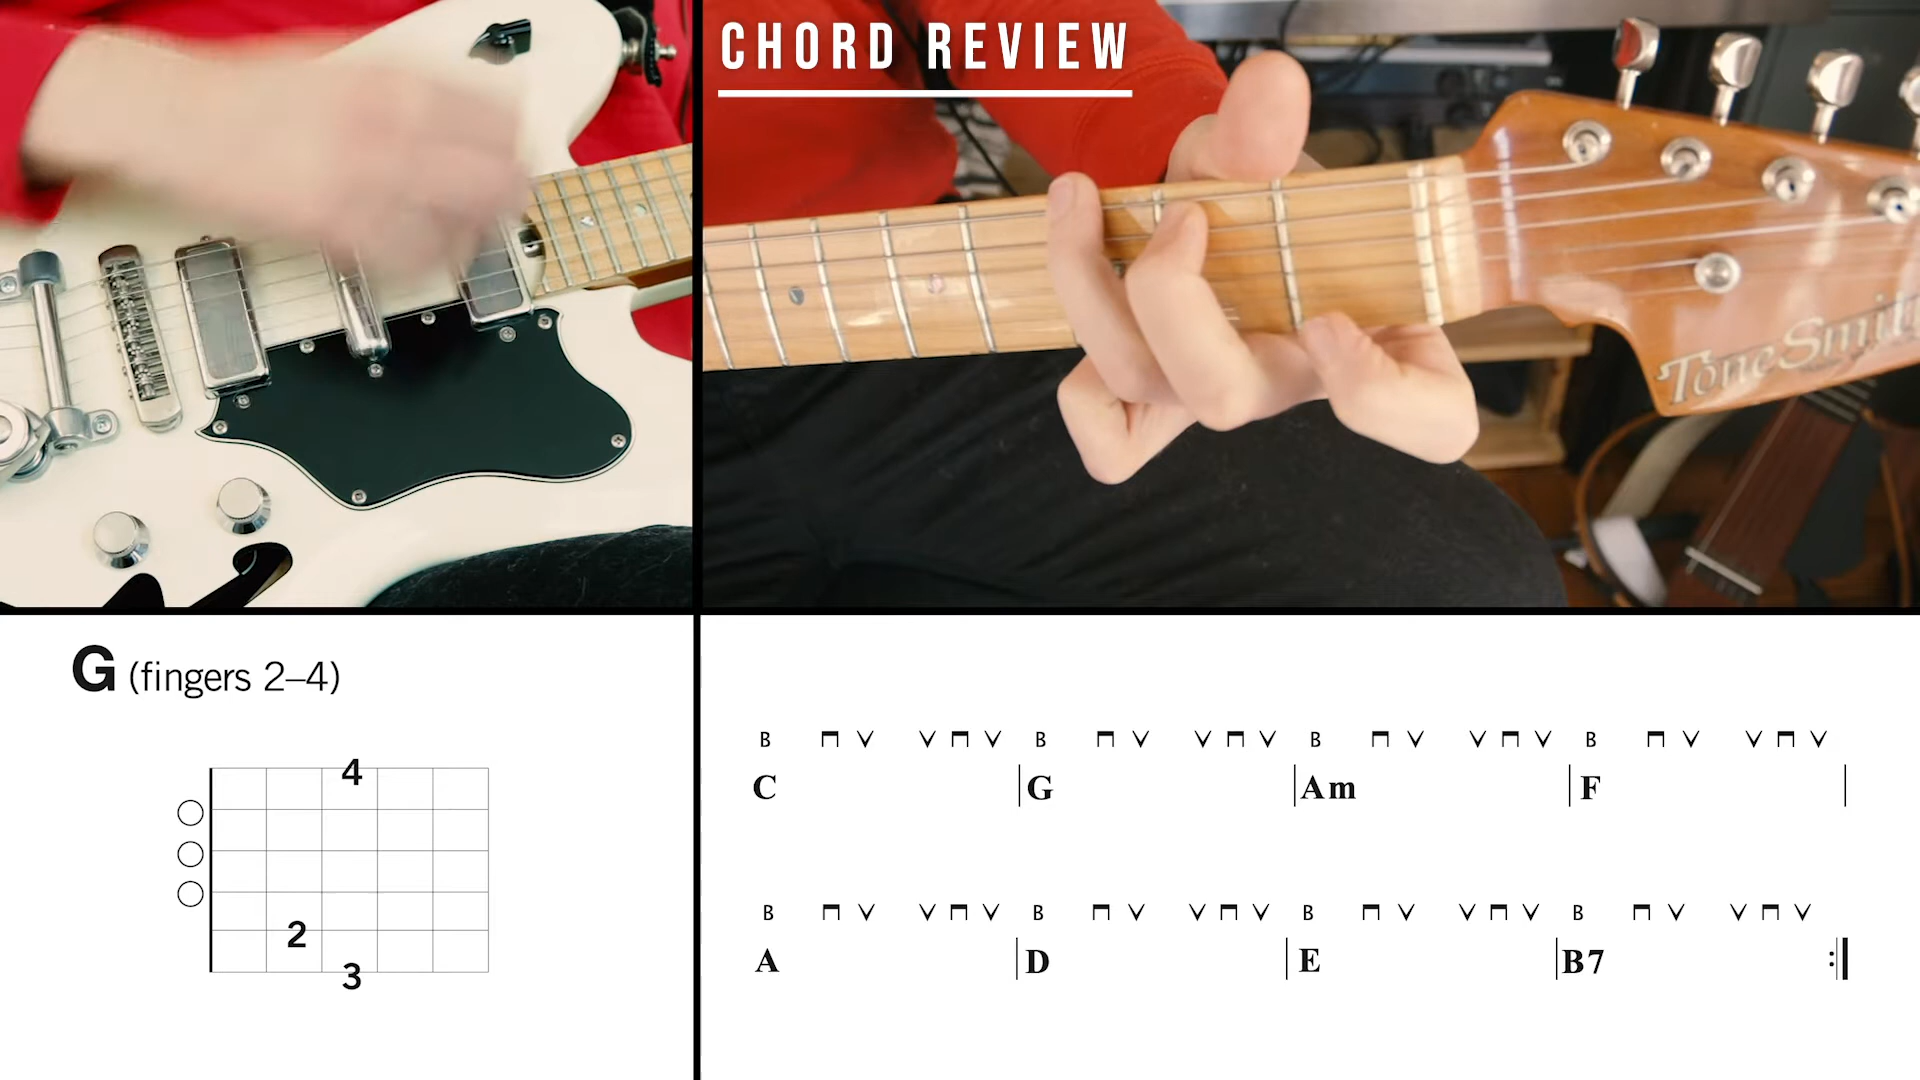 CHORD REVIEW
ToneSmith
G (fingers 2–4)
4
2
3
B B B B
C G Am F
B B B B
A D E B7